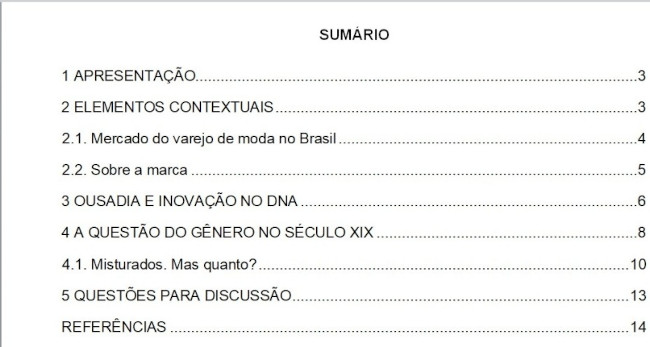 SUMÁRIO
1 APRESENTAÇÃO....................................................................................................3
2 ELEMENTOS CONTEXTUAIS..................................................................................3
2.1. Mercado do varejo de moda no Brasil....................................................................4
2.2. Sobre a marca.......................................................................................................5
3 OUSADIA E INOVAÇÃO NO DNA............................................................................6
4 A QUESTÃO DO GÊNERO NO SÉCULO XIX...........................................................8
4.1. Misturados. Mas quanto?.....................................................................................10
5 QUESTÕES PARA DISCUSSÃO.............................................................................13
REFERÊNCIAS.........................................................................................................14